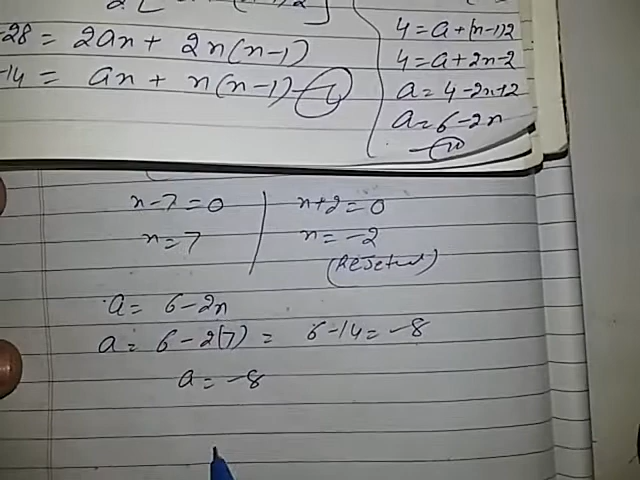 -28 = 2an + 2n(n-1)
-14 = an + n(n-1) - (i)
4 = a+(n-1)2
4 = a+2n-2
a = 4-2n+2
a = 6-2n
n-7=0
n=7
n+2=0
n=-2
(Rejected)
a = 6-2n
a = 6-2(7) = 6-14 = -8
a = -8